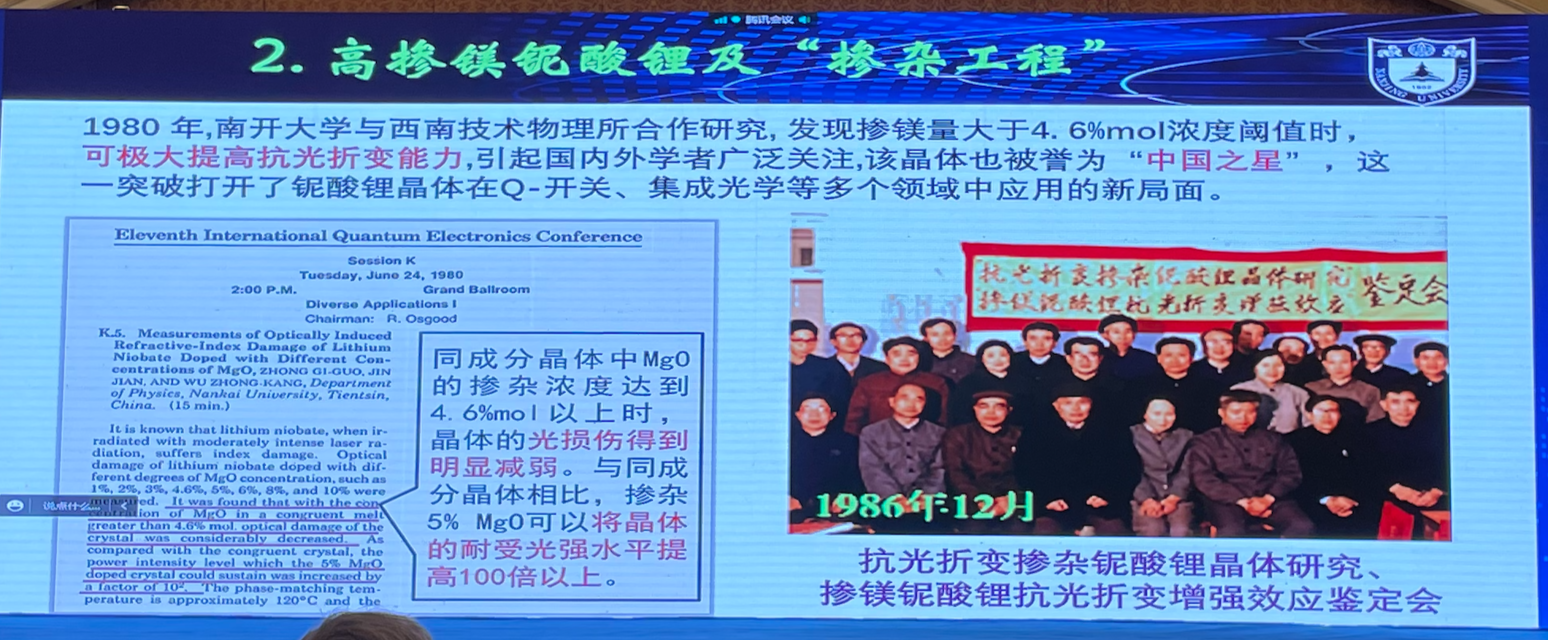 腾讯会议
2. 高掺镁铌酸锂及“掺杂工程”
NANJING UNIVERSITY
1902
1980 年,南开大学与西南技术物理所合作研究, 发现掺镁量大于4. 6%mol浓度阈值时，
可极大提高抗光折变能力,引起国内外学者广泛关注,该晶体也被誉为 “中国之星” ，这
一突破打开了铌酸锂晶体在Q-开关、集成光学等多个领域中应用的新局面。
Eleventh International Quantum Electronics Conference
Session K
Tuesday, June 24, 1980
2:00 P.M. Grand Ballroom
Diverse Applications I
Chairman: R. Osgood
K.5. Measurements of Optically Induced
Refractive-Index Damage of Lithium
Niobate Doped with Different Con-
centrations of MgO, ZHONG GI-GUO, JIN
JIAN, AND WU ZHONG-KANG, Department
of Physics, Nankai University, Tientsin,
China. (15 min.)
It is known that lithium niobate, when ir-
radiated with moderately intense laser ra-
diation, suffers index damage. Optical
damage of lithium niobate doped with dif-
ferent degrees of MgO concentration, such as
1%, 2%, 3%, 4.6%, 5%, 6%, 8%, and 10% were
measured. It was found that with the con-
tration of MgO in a congruent melt
greater than 4.6% mol. optical damage of the
crystal was considerably decreased. As
compared with the congruent crystal, the
power intensity level which the 5% MgO
doped crystal could sustain was increased by
a factor of 10². The phase-matching tem-
perature is approximately 120°C and the
说点什么...
同成分晶体中MgO
的掺杂浓度达到
4. 6%mol以上时，
晶体的光损伤得到
明显减弱。与同成
分晶体相比，掺杂
5% MgO可以将晶体
的耐受光强水平提
高100倍以上。
抗光折变掺杂铌酸锂晶体研究
掺镁铌酸锂抗光折变增强效应
鉴定会
1986年12月
抗光折变掺杂铌酸锂晶体研究、
掺镁铌酸锂抗光折变增强效应鉴定会